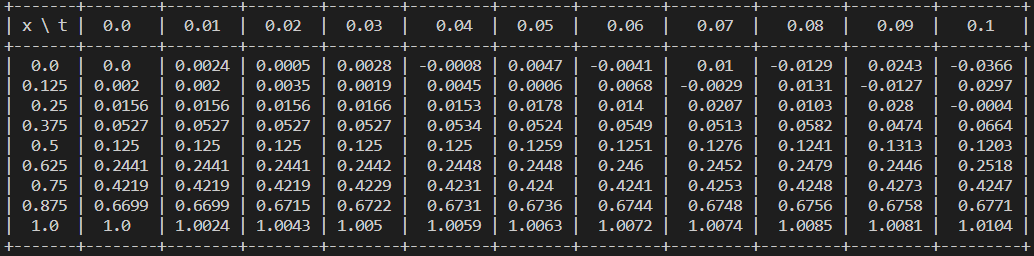 +-------+--------+--------+--------+--------+---------+--------+---------+---------+---------+---------+---------+
| x \ t |  0.0   |  0.01  |  0.02  |  0.03  |   0.04  |  0.05  |   0.06  |   0.07  |   0.08  |   0.09  |   0.1   |
+-------+--------+--------+--------+--------+---------+--------+---------+---------+---------+---------+---------+
|  0.0  |  0.0   | 0.0024 | 0.0005 | 0.0028 | -0.0008 | 0.0047 | -0.0041 |   0.01  | -0.0129 |  0.0243 | -0.0366 |
| 0.125 | 0.002  | 0.002  | 0.0035 | 0.0019 |  0.0045 | 0.0006 |  0.0068 | -0.0029 |  0.0131 | -0.0127 |  0.0297 |
|  0.25 | 0.0156 | 0.0156 | 0.0156 | 0.0166 |  0.0153 | 0.0178 |  0.014  |  0.0207 |  0.0103 |  0.028  | -0.0004 |
| 0.375 | 0.0527 | 0.0527 | 0.0527 | 0.0527 |  0.0534 | 0.0524 |  0.0549 |  0.0513 |  0.0582 |  0.0474 |  0.0664 |
|  0.5  | 0.125  | 0.125  | 0.125  | 0.125  |  0.125  | 0.1259 |  0.1251 |  0.1276 |  0.1241 |  0.1313 |  0.1203 |
| 0.625 | 0.2441 | 0.2441 | 0.2441 | 0.2442 |  0.2448 | 0.2448 |  0.246  |  0.2452 |  0.2479 |  0.2446 |  0.2518 |
|  0.75 | 0.4219 | 0.4219 | 0.4219 | 0.4229 |  0.4231 | 0.424  |  0.4241 |  0.4253 |  0.4248 |  0.4273 |  0.4247 |
| 0.875 | 0.6699 | 0.6699 | 0.6715 | 0.6722 |  0.6731 | 0.6736 |  0.6744 |  0.6748 |  0.6756 |  0.6758 |  0.6771 |
|  1.0  |  1.0   | 1.0024 | 1.0043 | 1.005  |  1.0059 | 1.0063 |  1.0072 |  1.0074 |  1.0085 |  1.0081 |  1.0104 |
+-------+--------+--------+--------+--------+---------+--------+---------+---------+---------+---------+---------+